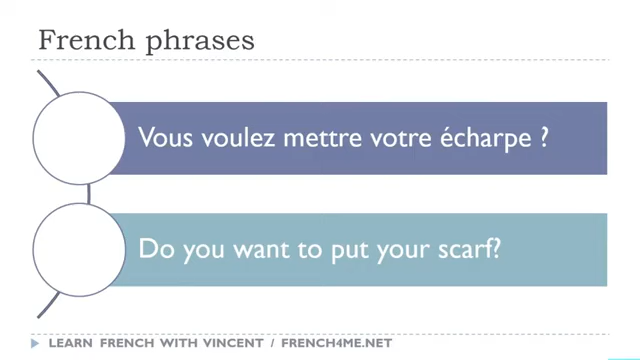 French phrases
Vous voulez mettre votre écharpe ?
Do you want to put your scarf?
LEARN FRENCH WITH VINCENT / FRENCH4ME.NET